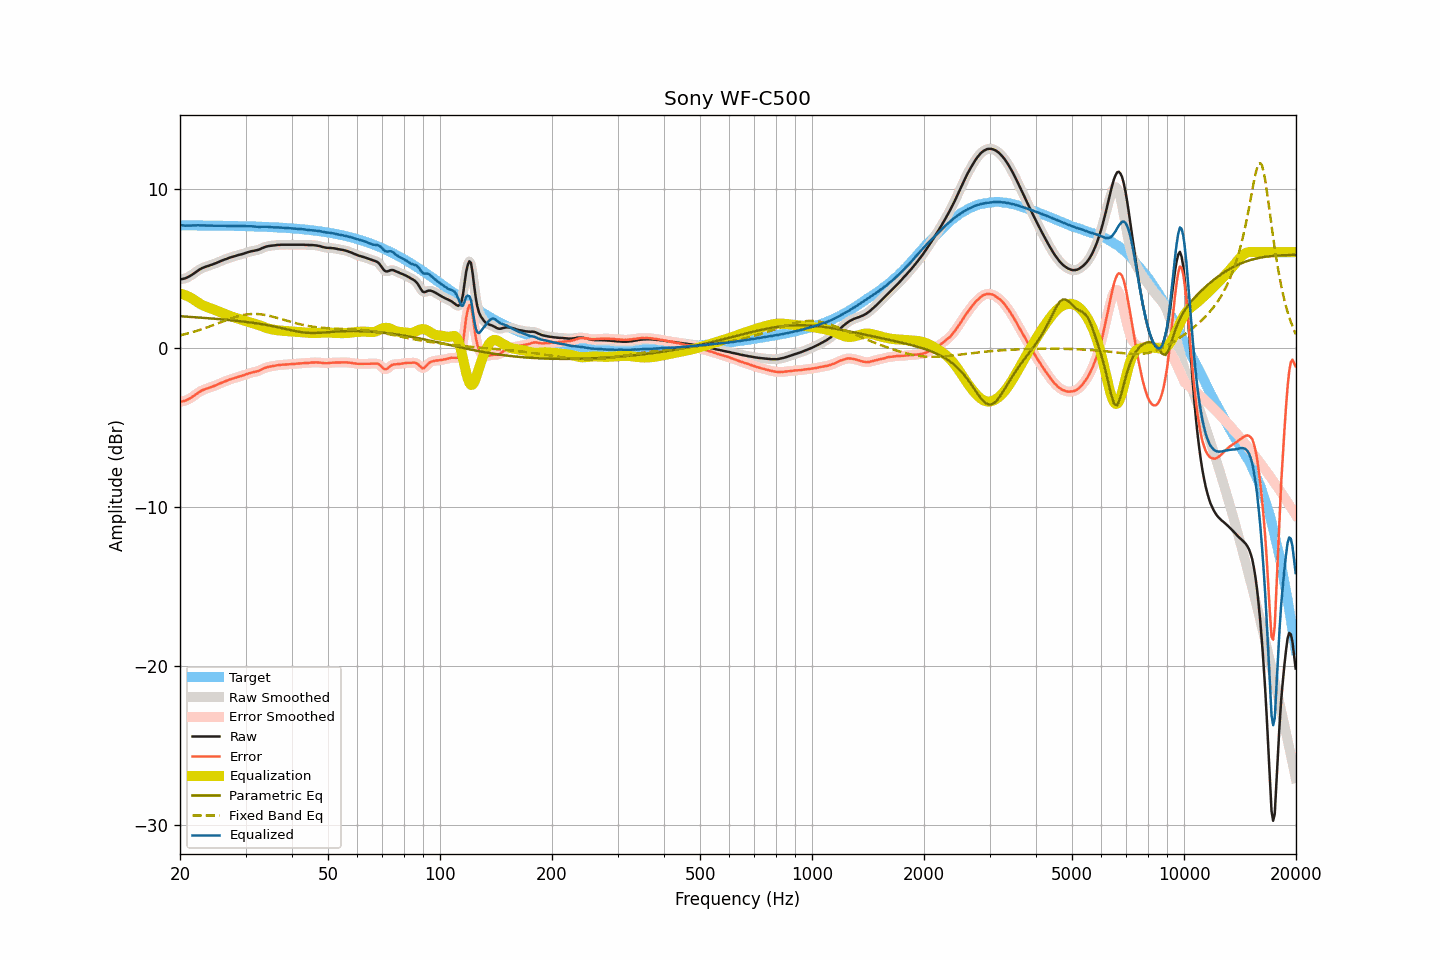 Sony WF-C500
Amplitude (dBr)
10
0
−10
−20
−30
Target
Raw Smoothed
Error Smoothed
Raw
Error
Equalization
Parametric Eq
Fixed Band Eq
Equalized
20 50 100 200 500 1000 2000 5000 10000 20000
Frequency (Hz)